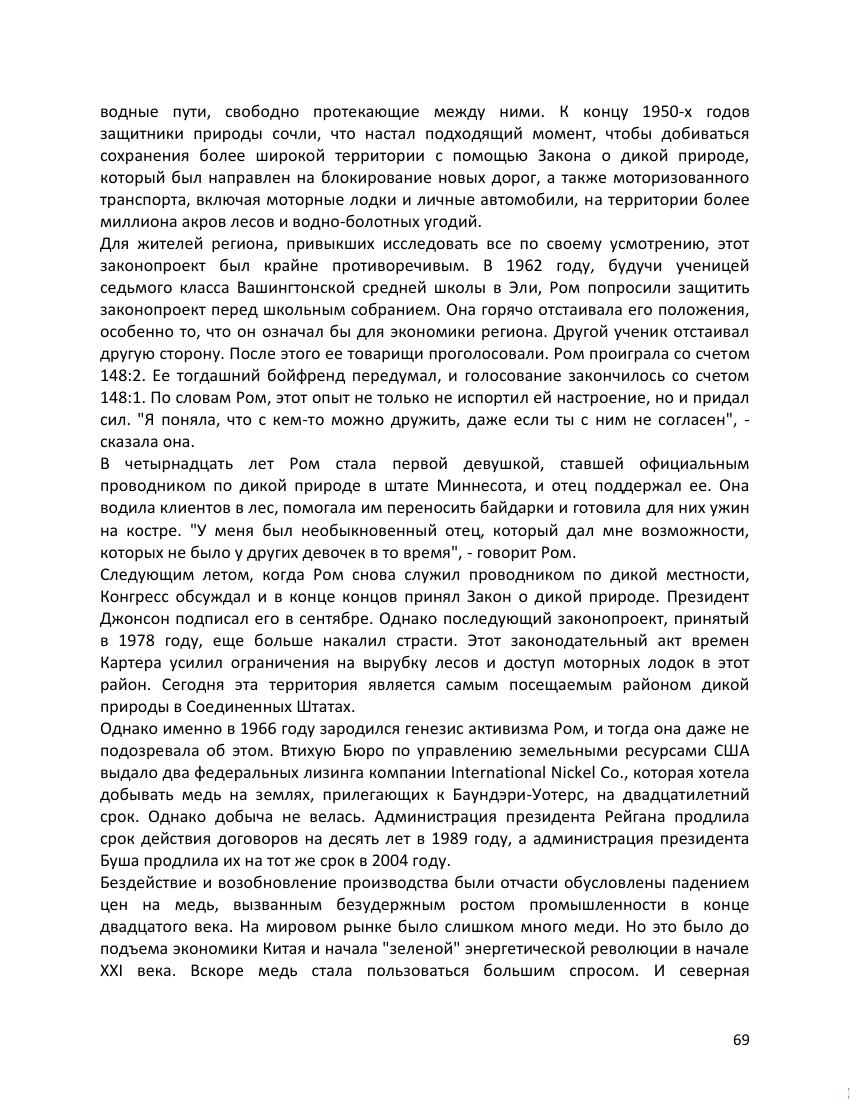 водные пути, свободно протекающие между ними. К концу 1950-х годов
защитники природы сочли, что настал подходящий момент, чтобы добиваться
сохранения более широкой территории с помощью Закона о дикой природе,
который был направлен на блокирование новых дорог, а также моторизованного
транспорта, включая моторные лодки и личные автомобили, на территории более
миллиона акров лесов и водно-болотных угодий.
Для жителей региона, привыкших исследовать все по своему усмотрению, этот
законопроект был крайне противоречивым. В 1962 году, будучи ученицей
седьмого класса Вашингтонской средней школы в Эли, Ром попросили защитить
законопроект перед школьным собранием. Она горячо отстаивала его положения,
особенно то, что он означал бы для экономики региона. Другой ученик отстаивал
другую сторону. После этого ее товарищи проголосовали. Ром проиграла со счетом
148:2. Ее тогдашний бойфренд передумал, и голосование закончилось со счетом
148:1. По словам Ром, этот опыт не только не испортил ей настроение, но и придал
сил. "Я поняла, что с кем-то можно дружить, даже если ты с ним не согласен", -
сказала она.
В четырнадцать лет Ром стала первой девушкой, ставшей официальным
проводником по дикой природе в штате Миннесота, и отец поддержал ее. Она
водила клиентов в лес, помогала им переносить байдарки и готовила для них ужин
на костре. "У меня был необыкновенный отец, который дал мне возможности,
которых не было у других девочек в то время", - говорит Ром.
Следующим летом, когда Ром снова служил проводником по дикой местности,
Конгресс обсуждал и в конце концов принял Закон о дикой природе. Президент
Джонсон подписал его в сентябре. Однако последующий законопроект, принятый
в 1978 году, еще больше накалил страсти. Этот законодательный акт времен
Картера усилил ограничения на вырубку лесов и доступ моторных лодок в этот
район. Сегодня эта территория является самым посещаемым районом дикой
природы в Соединенных Штатах.
Однако именно в 1966 году зародился генезис активизма Ром, и тогда она даже не
подозревала об этом. Втихую Бюро по управлению земельными ресурсами США
выдало два федеральных лизинга компании International Nickel Co., которая хотела
добывать медь на землях, прилегающих к Баундэри-Уотерс, на двадцатилетний
срок. Однако добыча не велась. Администрация президента Рейгана продлила
срок действия договоров на десять лет в 1989 году, а администрация президента
Буша продлила их на тот же срок в 2004 году.
Бездействие и возобновление производства были отчасти обусловлены падением
цен на медь, вызванным безудержным ростом промышленности в конце
двадцатого века. На мировом рынке было слишком много меди. Но это было до
подъема экономики Китая и начала "зеленой" энергетической революции в начале
XXI века. Вскоре медь стала пользоваться большим спросом. И северная
69